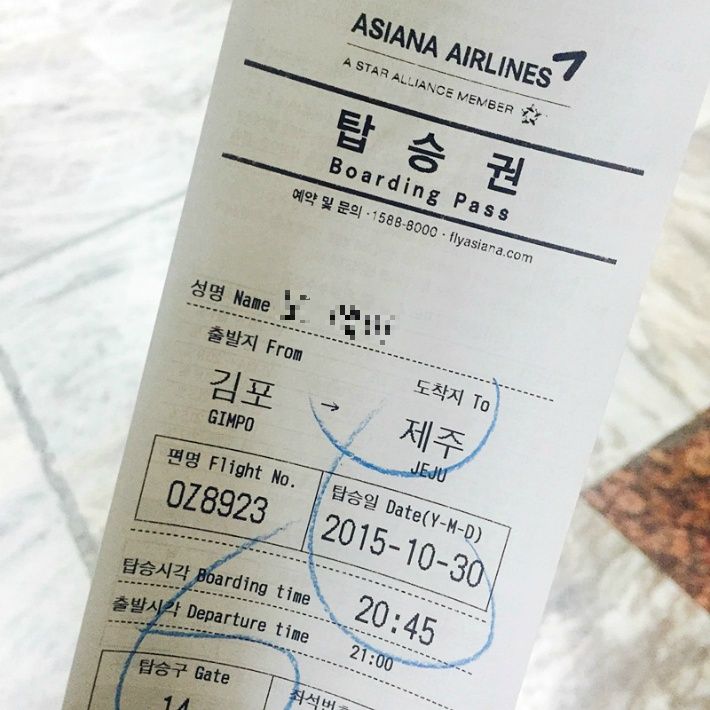 ASIANA AIRLINES
A STAR ALLIANCE MEMBER
탑 승 권
Boarding Pass
예약 및 문의 · 1588-8000 · flyasiana.com
성명 Name
출발지 From
도착지 To
김포 → 제주
GIMPO JEJU
편명 Flight No.
탑승일 Date(Y-M-D)
OZ8923
2015-10-30
탑승시각 Boarding time 20:45
출발시각 Departure time 21:00
탑승구 Gate
14